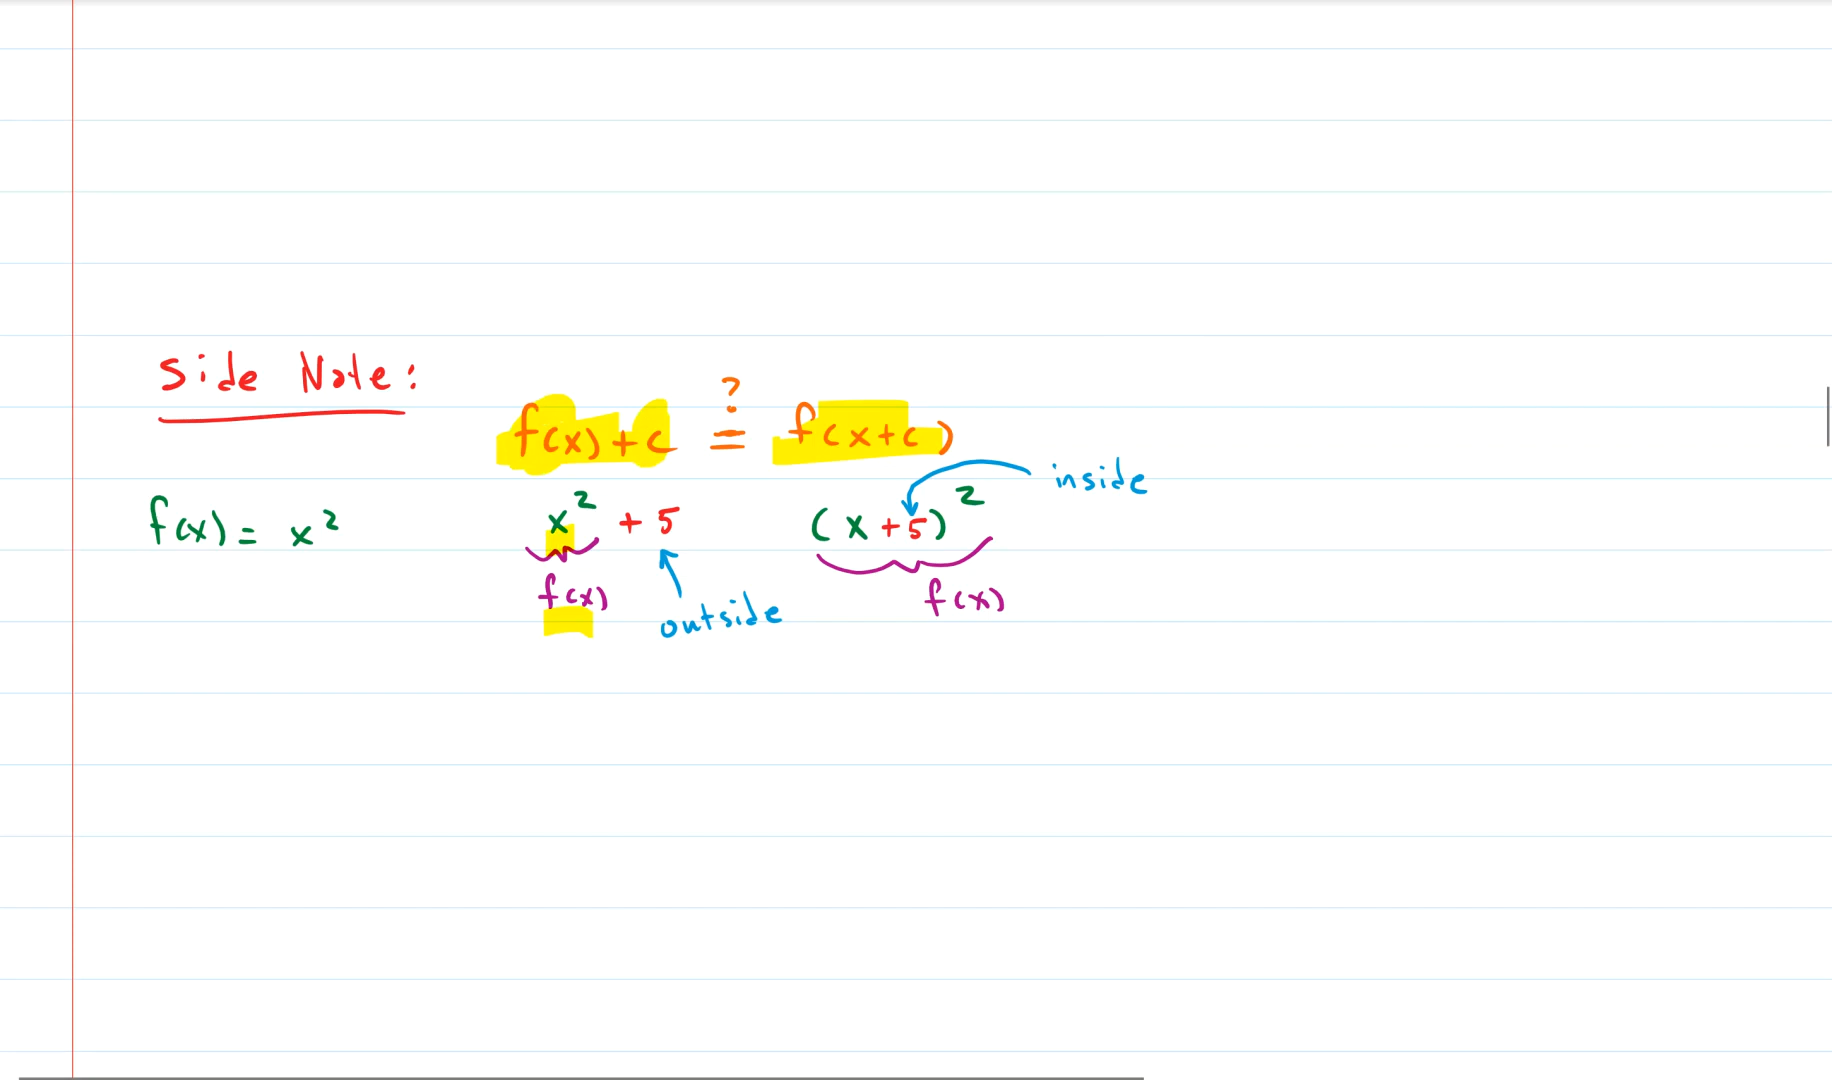 Side Note:
f(x) + c ≟ f(x+c)
inside
f(x) = x² x² + 5 (x + 5)²
f(x) f(x)
outside